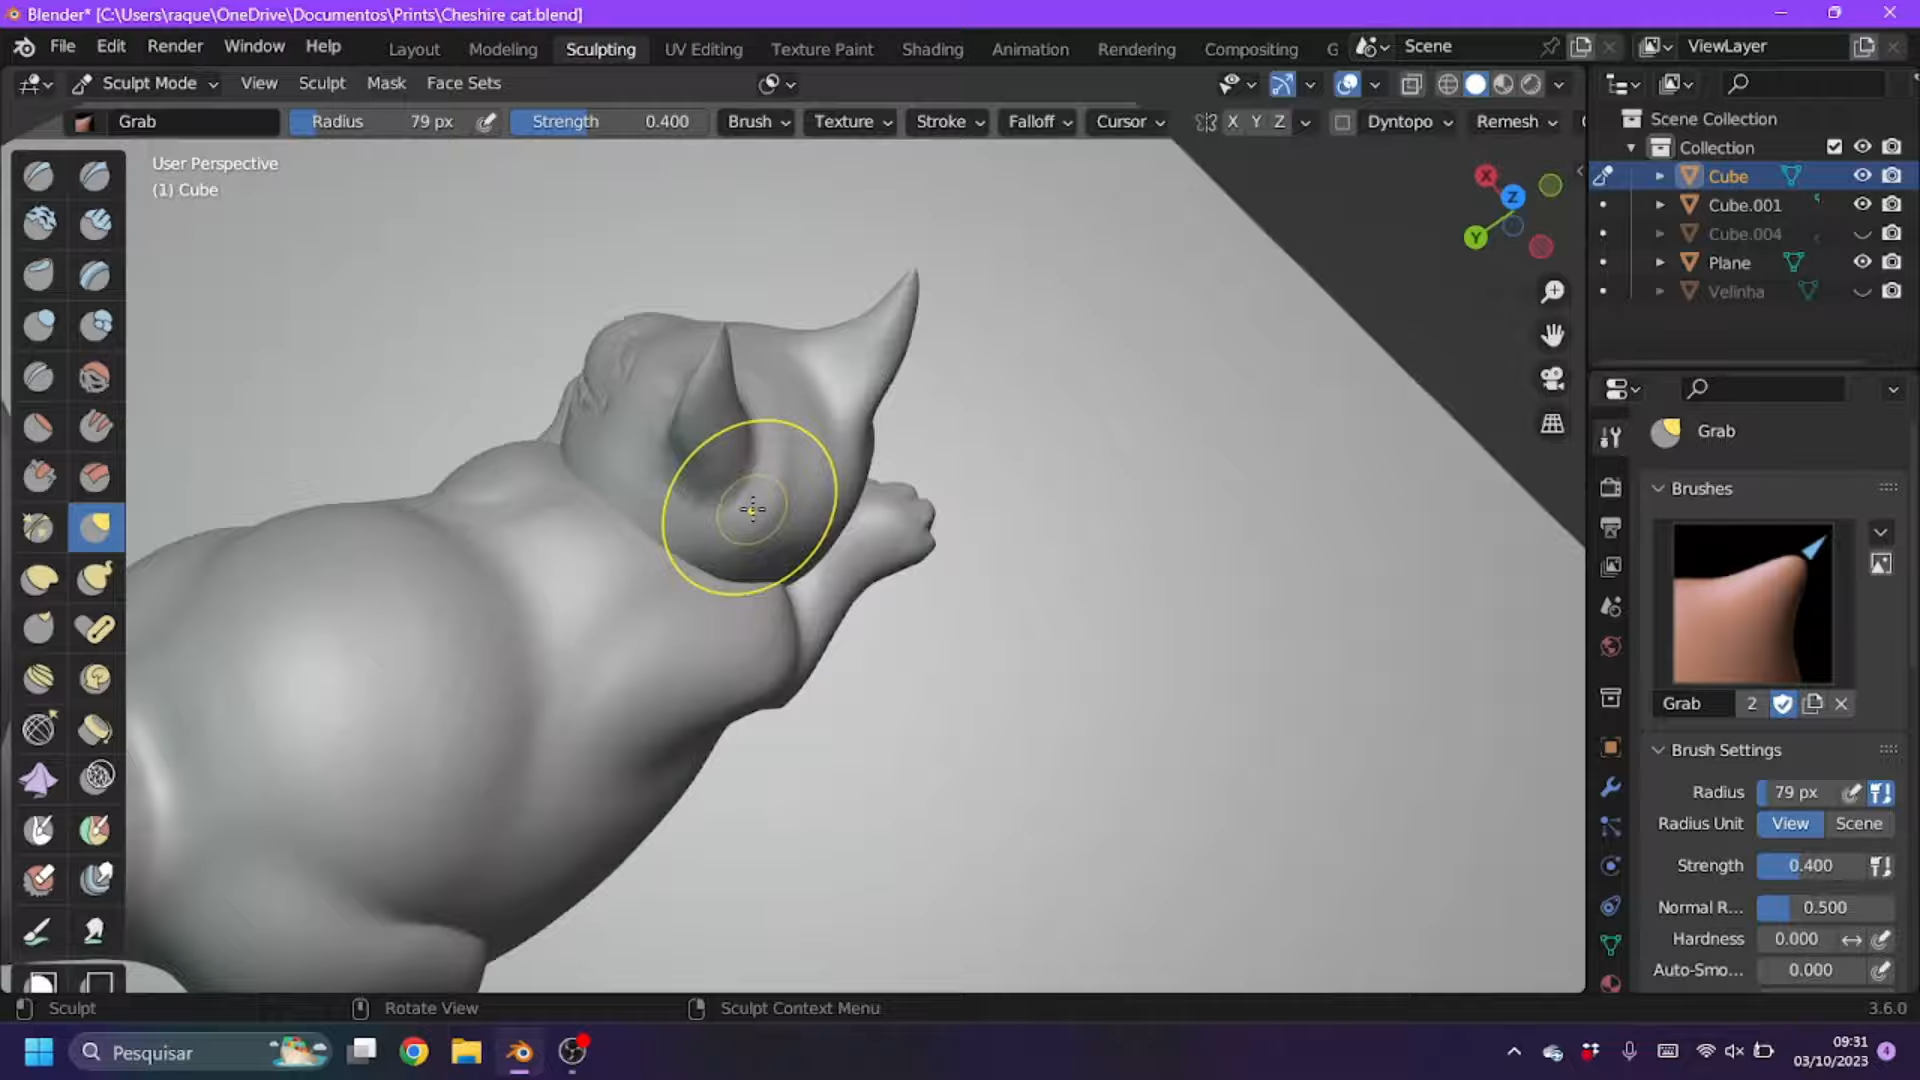 Blender* [C:\Users\raque\OneDrive\Documentos\Prints\Cheshire cat.blend]
File Edit Render Window Help Layout Modeling Sculpting UV Editing Texture Paint Shading Animation Rendering Compositing G Scene ViewLayer
Sculpt Mode View Sculpt Mask Face Sets
Grab Radius 79 px Strength 0.400 Brush Texture Stroke Falloff Cursor X Y Z Dyntopo Remesh
User Perspective
(1) Cube
X
Z
Y
Scene Collection
Collection
Cube
Cube.001
Cube.004
Plane
Velinha
Grab
Brushes
Grab 2
Brush Settings
Radius 79 px
Radius Unit View Scene
Strength 0.400
Normal R... 0.500
Hardness 0.000
Auto-Smo... 0.000
Sculpt Rotate View Sculpt Context Menu 3.6.0
Pesquisar
09:31
03/10/2023
4